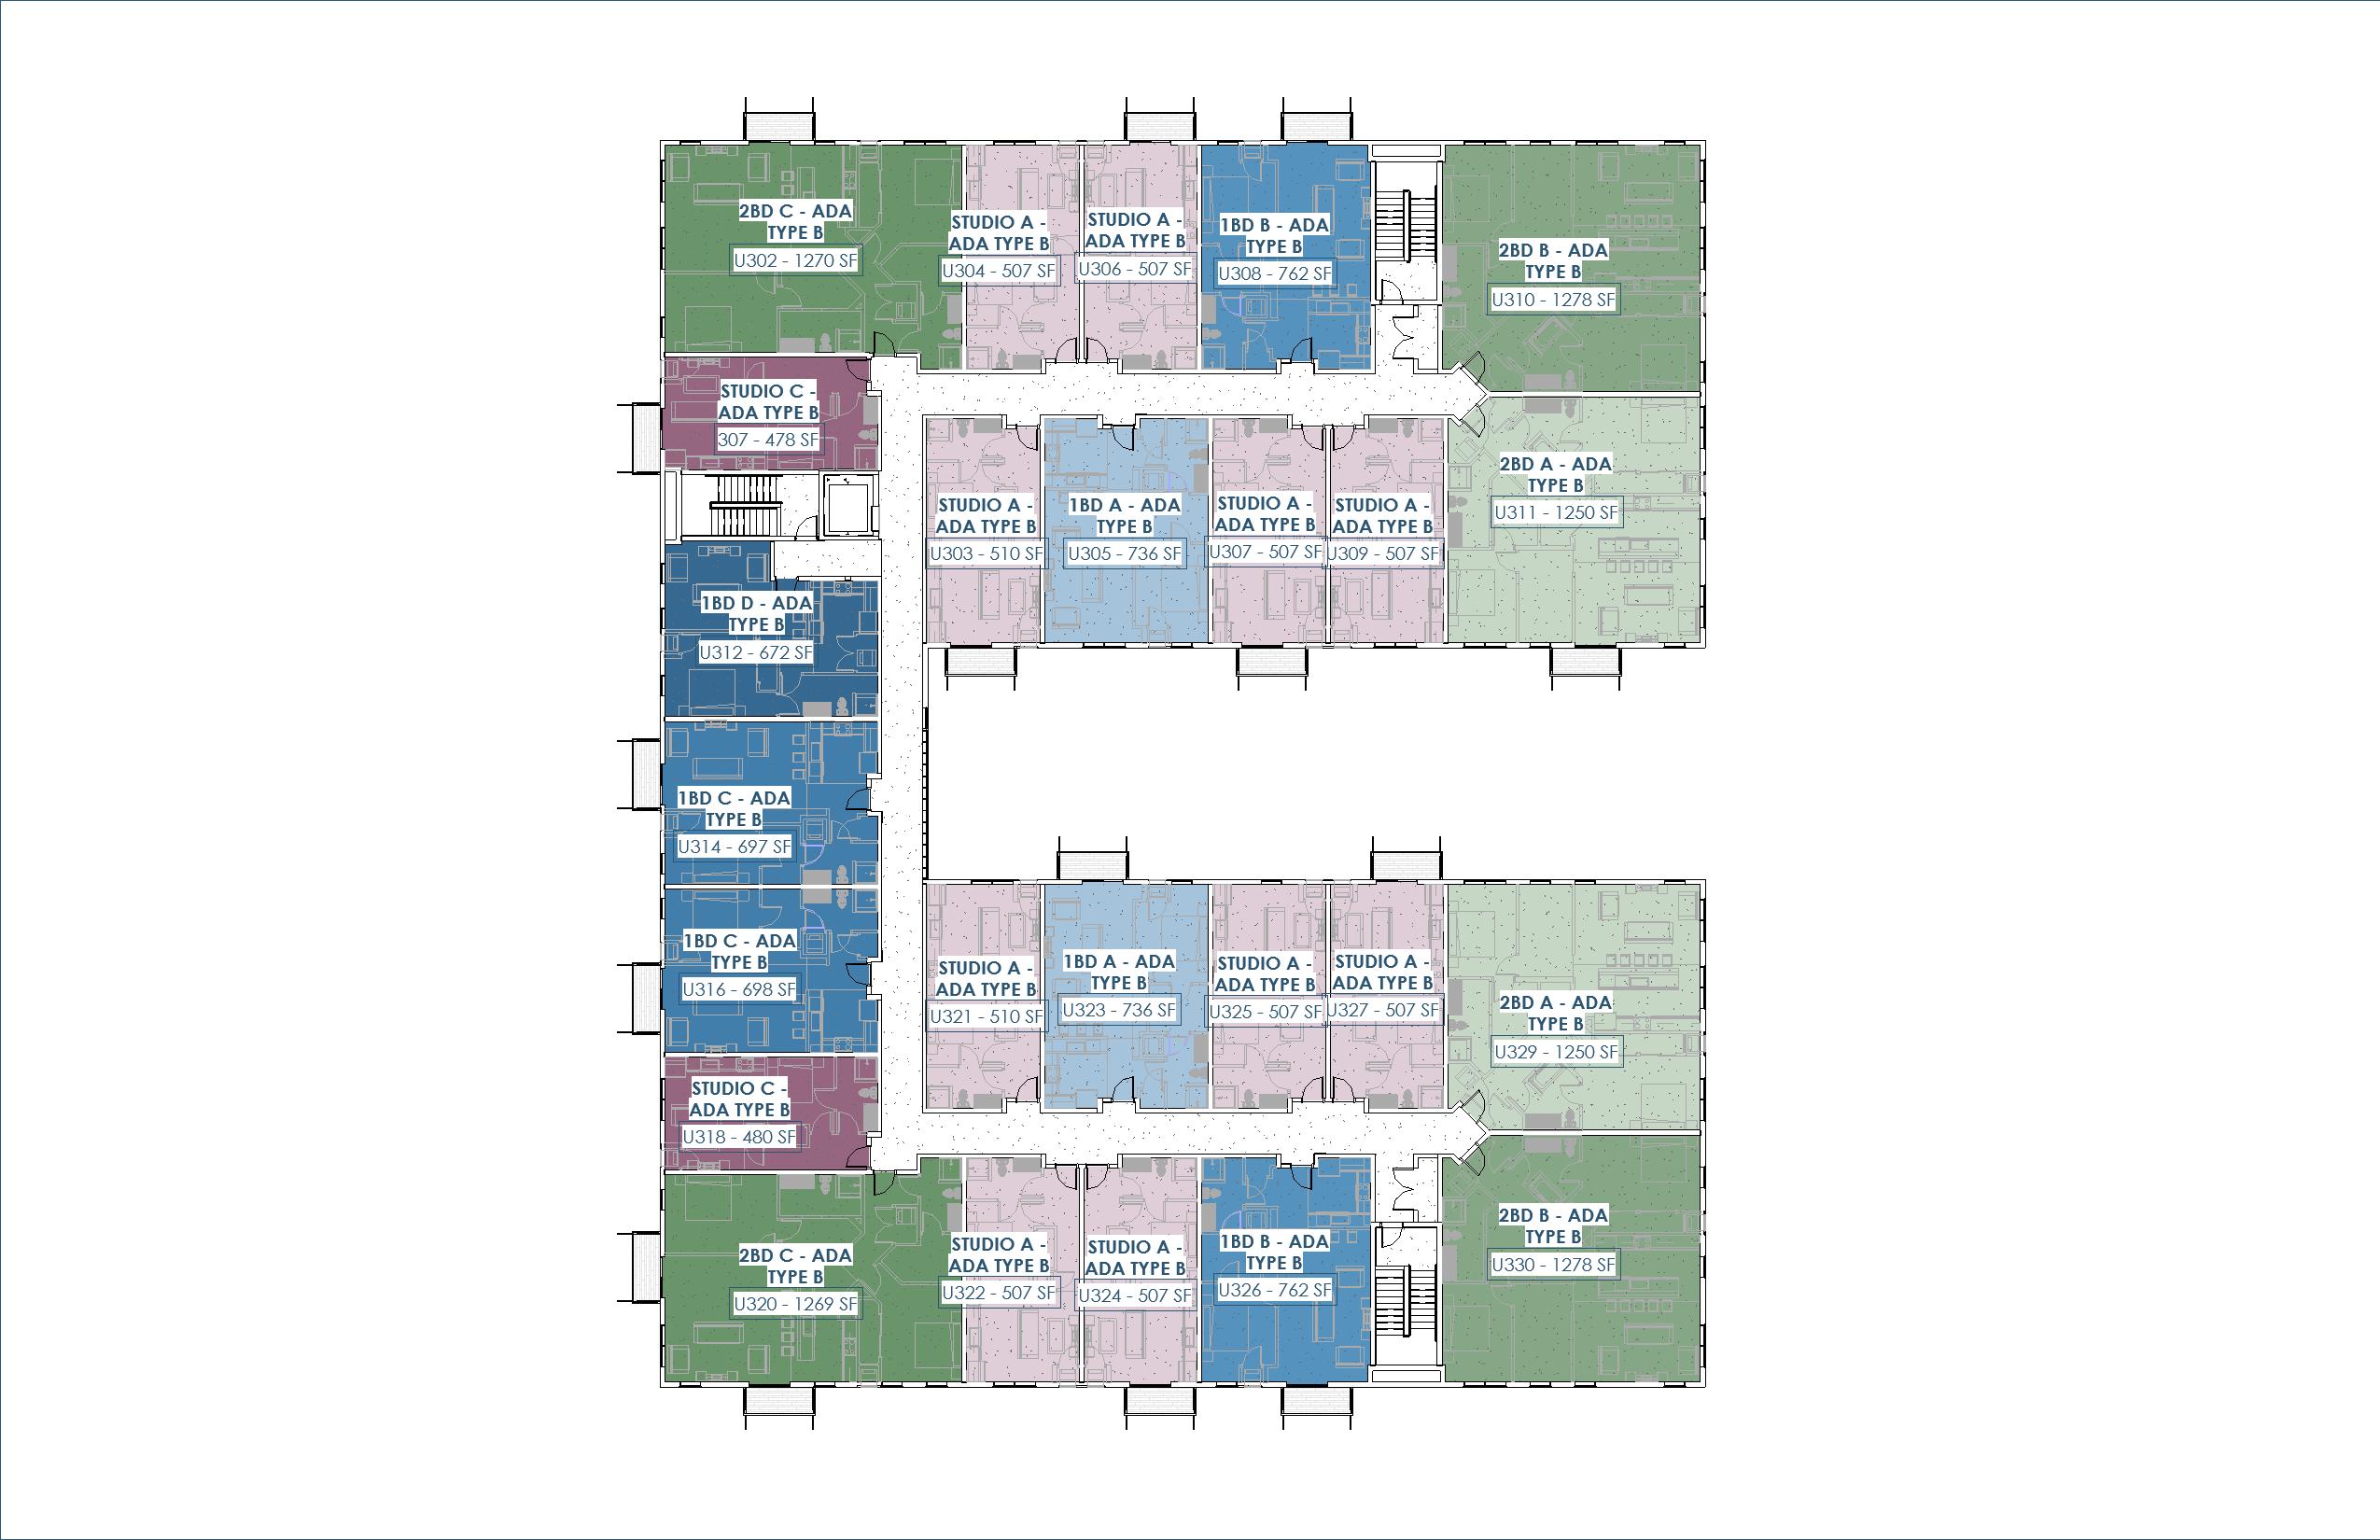 2BD C - ADA
TYPE B
U302 - 1270 SF
STUDIO A -
ADA TYPE B
U304 - 507 SF
STUDIO A -
ADA TYPE B
U306 - 507 SF
1BD B - ADA
TYPE B
U308 - 762 SF
2BD B - ADA
TYPE B
U310 - 1278 SF
STUDIO C -
ADA TYPE B
307 - 478 SF
STUDIO A -
ADA TYPE B
U303 - 510 SF
1BD A - ADA
TYPE B
U305 - 736 SF
STUDIO A -
ADA TYPE B
U307 - 507 SF
STUDIO A -
ADA TYPE B
U309 - 507 SF
2BD A - ADA
TYPE B
U311 - 1250 SF
1BD D - ADA
TYPE B
U312 - 672 SF
1BD C - ADA
TYPE B
U314 - 697 SF
1BD C - ADA
TYPE B
U316 - 698 SF
STUDIO A -
ADA TYPE B
U321 - 510 SF
1BD A - ADA
TYPE B
U323 - 736 SF
STUDIO A -
ADA TYPE B
U325 - 507 SF
STUDIO A -
ADA TYPE B
U327 - 507 SF
2BD A - ADA
TYPE B
U329 - 1250 SF
STUDIO C -
ADA TYPE B
U318 - 480 SF
2BD C - ADA
TYPE B
U320 - 1269 SF
STUDIO A -
ADA TYPE B
U322 - 507 SF
STUDIO A -
ADA TYPE B
U324 - 507 SF
1BD B - ADA
TYPE B
U326 - 762 SF
2BD B - ADA
TYPE B
U330 - 1278 SF